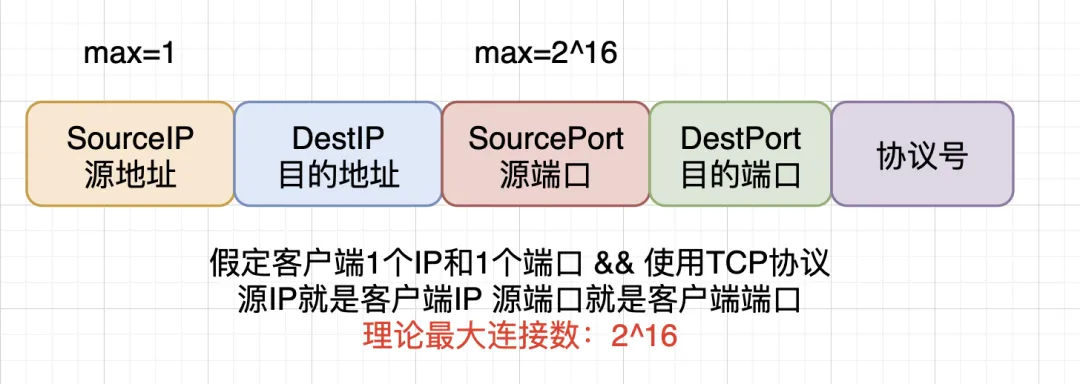 max=1
max=2^16
SourceIP
源地址
DestIP
目的地址
SourcePort
源端口
DestPort
目的端口
协议号
假定客户端1个IP和1个端口 && 使用TCP协议
源IP就是客户端IP 源端口就是客户端端口
理论最大连接数：2^16